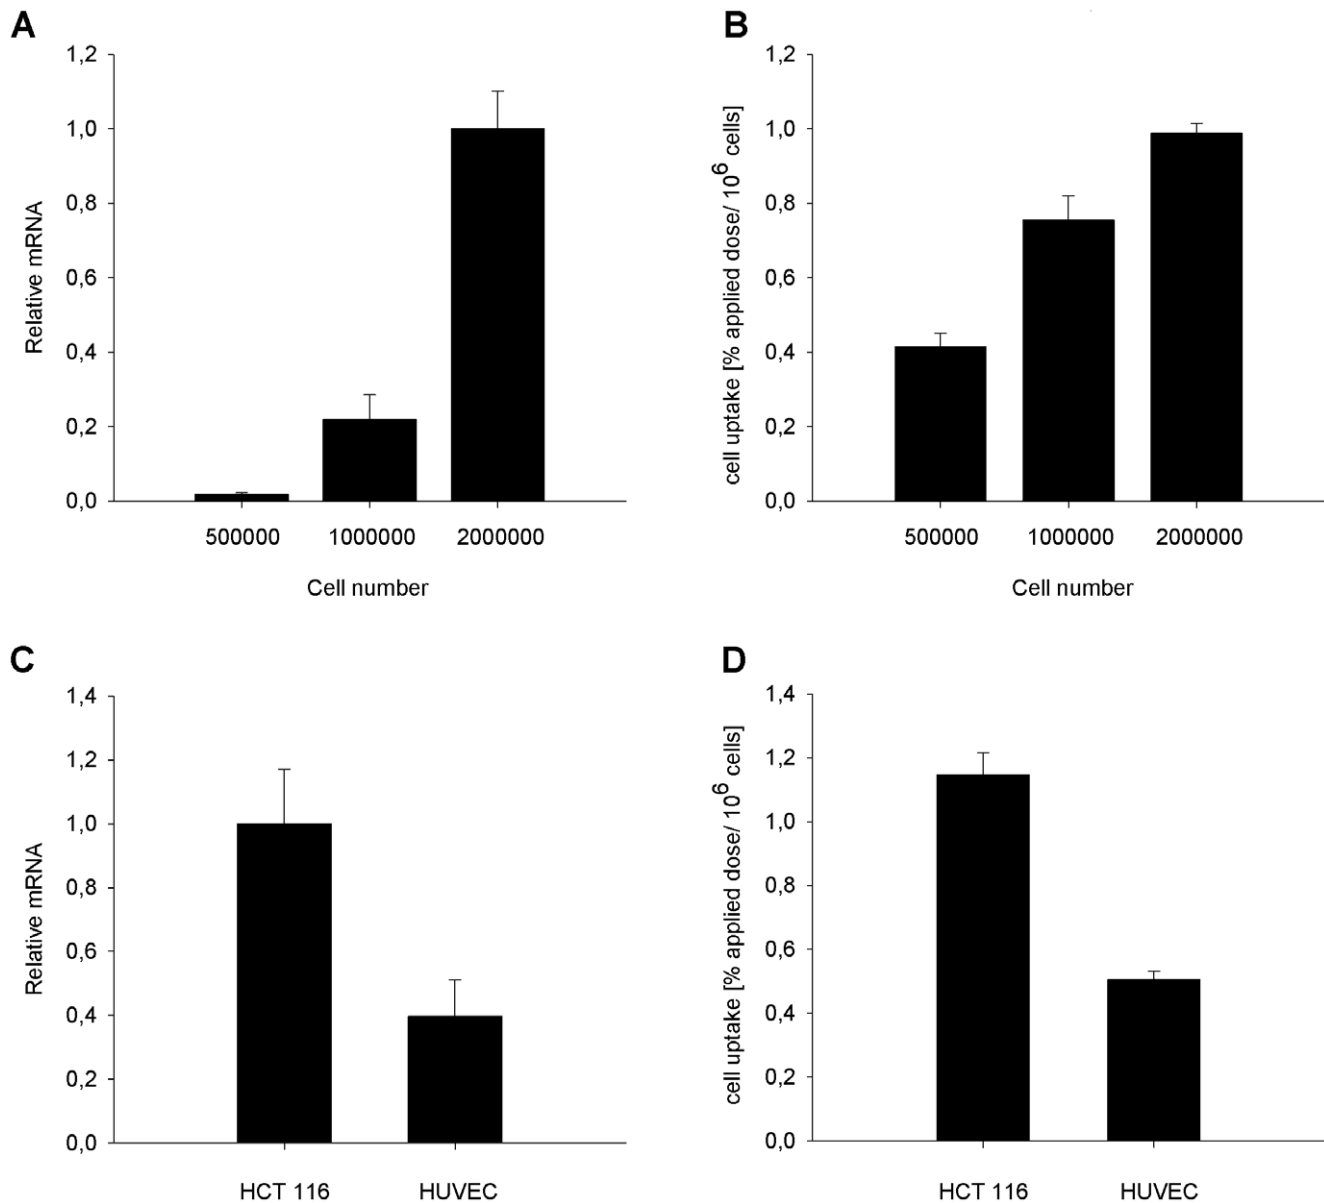 A
Relative mRNA
1,2
1,0
0,8
0,6
0,4
0,2
0,0
500000 1000000 2000000
Cell number
B
cell uptake [% applied dose/ 10^6 cells]
1,2
1,0
0,8
0,6
0,4
0,2
0,0
500000 1000000 2000000
Cell number
C
Relative mRNA
1,4
1,2
1,0
0,8
0,6
0,4
0,2
0,0
HCT 116 HUVEC
D
cell uptake [% applied dose/ 10^6 cells]
1,4
1,2
1,0
0,8
0,6
0,4
0,2
0,0
HCT 116 HUVEC